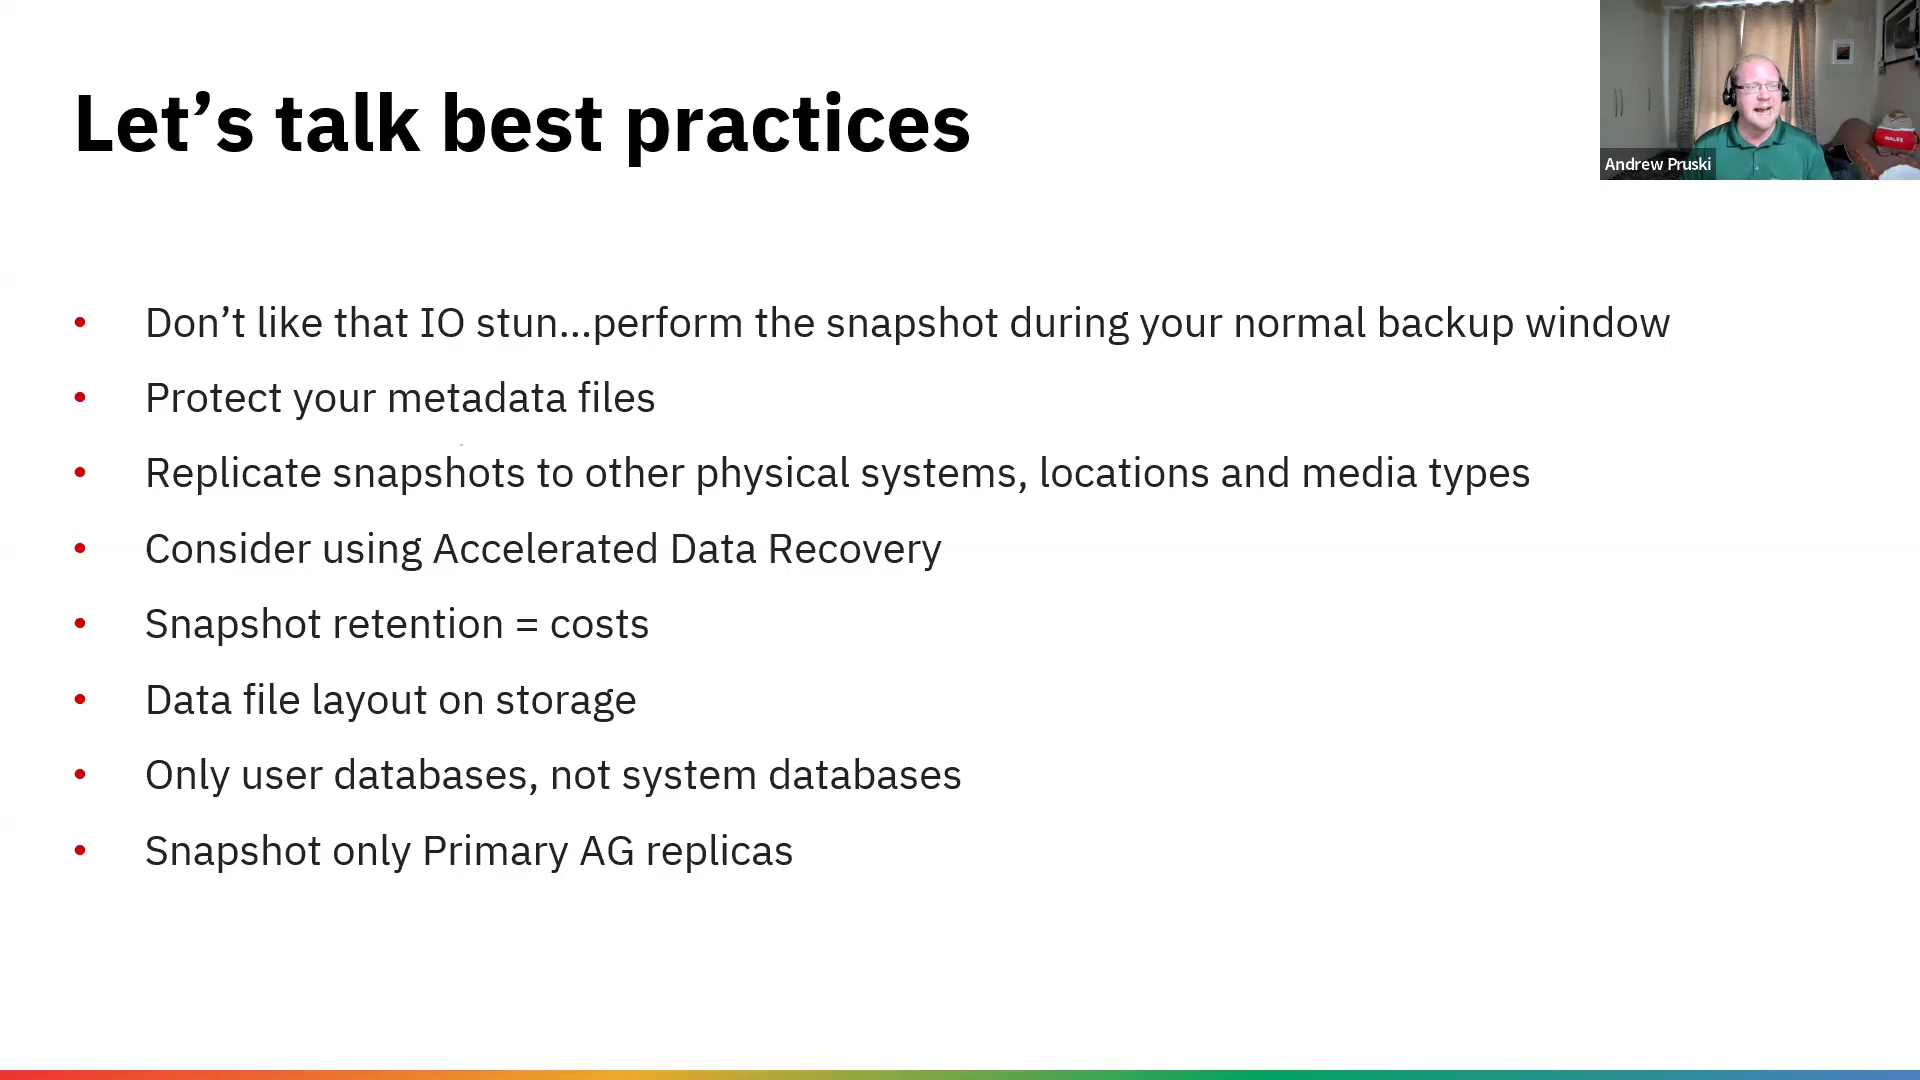 Let’s talk best practices
Andrew Pruski
WALES
• Don’t like that IO stun...perform the snapshot during your normal backup window
• Protect your metadata files
• Replicate snapshots to other physical systems, locations and media types
• Consider using Accelerated Data Recovery
• Snapshot retention = costs
• Data file layout on storage
• Only user databases, not system databases
• Snapshot only Primary AG replicas